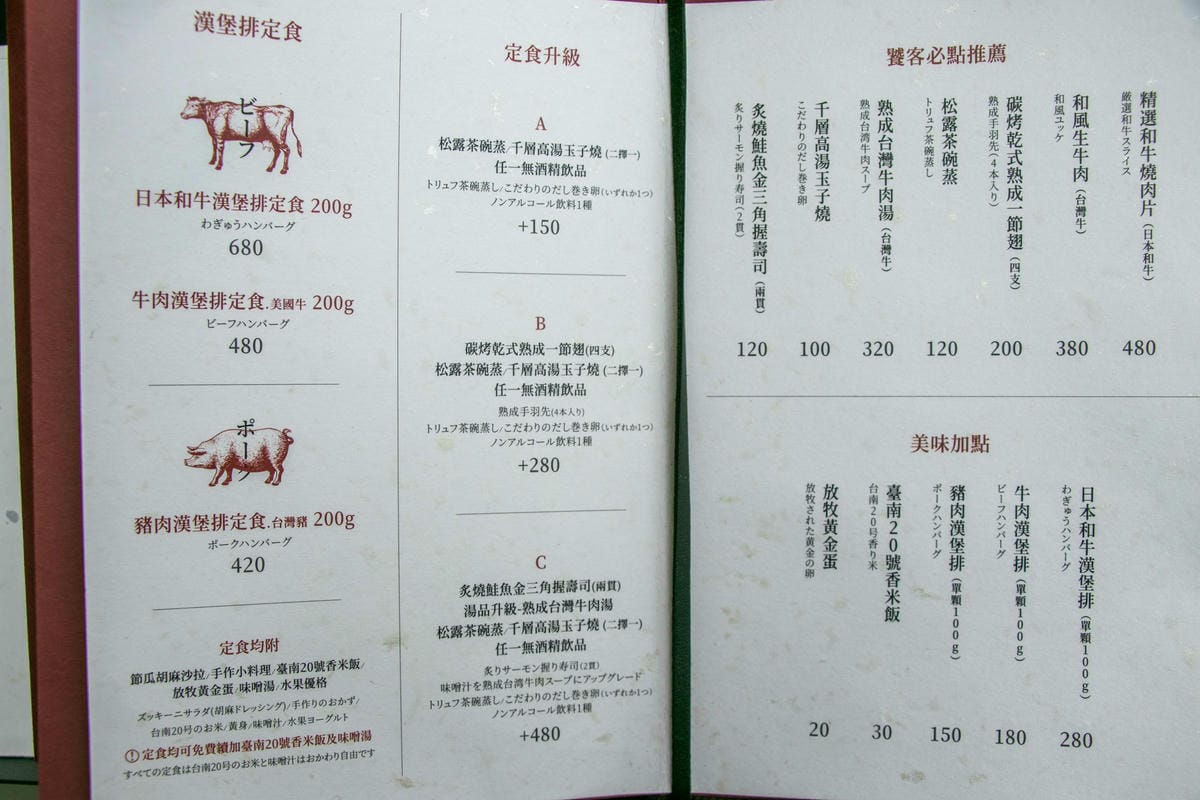 漢堡排定食
ビーフ
日本和牛漢堡排定食 200g
わぎゅうハンバーグ
680
牛肉漢堡排定食.美國牛 200g
ビーフハンバーグ
480
ポーク
豬肉漢堡排定食.台灣豬 200g
ポークハンバーグ
420
定食均附
節瓜胡麻沙拉/手作小料理/臺南20號香米飯/
放牧黃金蛋/味噌湯/水果優格
ズッキーニサラダ(胡麻ドレッシング)/手作りのおかず/
台南20号のお米/黄身/味噌汁/水果ヨーグルト
! 定食均可免費續加臺南20號香米飯及味噌湯
すべての定食は台南20号のお米と味噌汁はおかわり自由です
定食升級
A
松露茶碗蒸/千層高湯玉子燒 (二擇一)
任一無酒精飲品
トリュフ茶碗蒸し/こだわりのだし巻き卵(いずれか1つ)
ノンアルコール飲料1種
+150
B
碳烤乾式熟成一節翅(四支)
松露茶碗蒸/千層高湯玉子燒 (二擇一)
任一無酒精飲品
熟成手羽先(4本入り)
トリュフ茶碗蒸し/こだわりのだし巻き卵(いずれか1つ)
ノンアルコール飲料1種
+280
C
炙燒鮭魚金三角握壽司(兩貫)
湯品升級-熟成台灣牛肉湯
松露茶碗蒸/千層高湯玉子燒 (二擇一)
任一無酒精飲品
炙りサーモン握り寿司(2貫)
味噌汁を熟成台湾牛肉スープにアップグレード
トリュフ茶碗蒸し/こだわりのだし巻き卵(いずれか1つ)
ノンアルコール飲料1種
+480
饕客必點推薦
精選和牛燒肉片(日本和牛)
厳選和牛スライス
480
和風生牛肉(台灣牛)
和風ユッケ
380
碳烤乾式熟成一節翅(四支)
熟成手羽先(4本入り)
200
松露茶碗蒸
トリュフ茶碗蒸し
120
熟成台灣牛肉湯(台灣牛)
熟成台湾牛肉スープ
320
千層高湯玉子燒
こだわりのだし巻き卵
100
炙燒鮭魚金三角握壽司(兩貫)
炙りサーモン握り寿司(2貫)
120
美味加點
日本和牛漢堡排(單顆100g)
わぎゅうハンバーグ
280
牛肉漢堡排(單顆100g)
ビーフハンバーグ
180
豬肉漢堡排(單顆100g)
ポークハンバーグ
150
臺南20號香米飯
台南20号香り米
30
放牧黃金蛋
放牧された黄金の卵
20